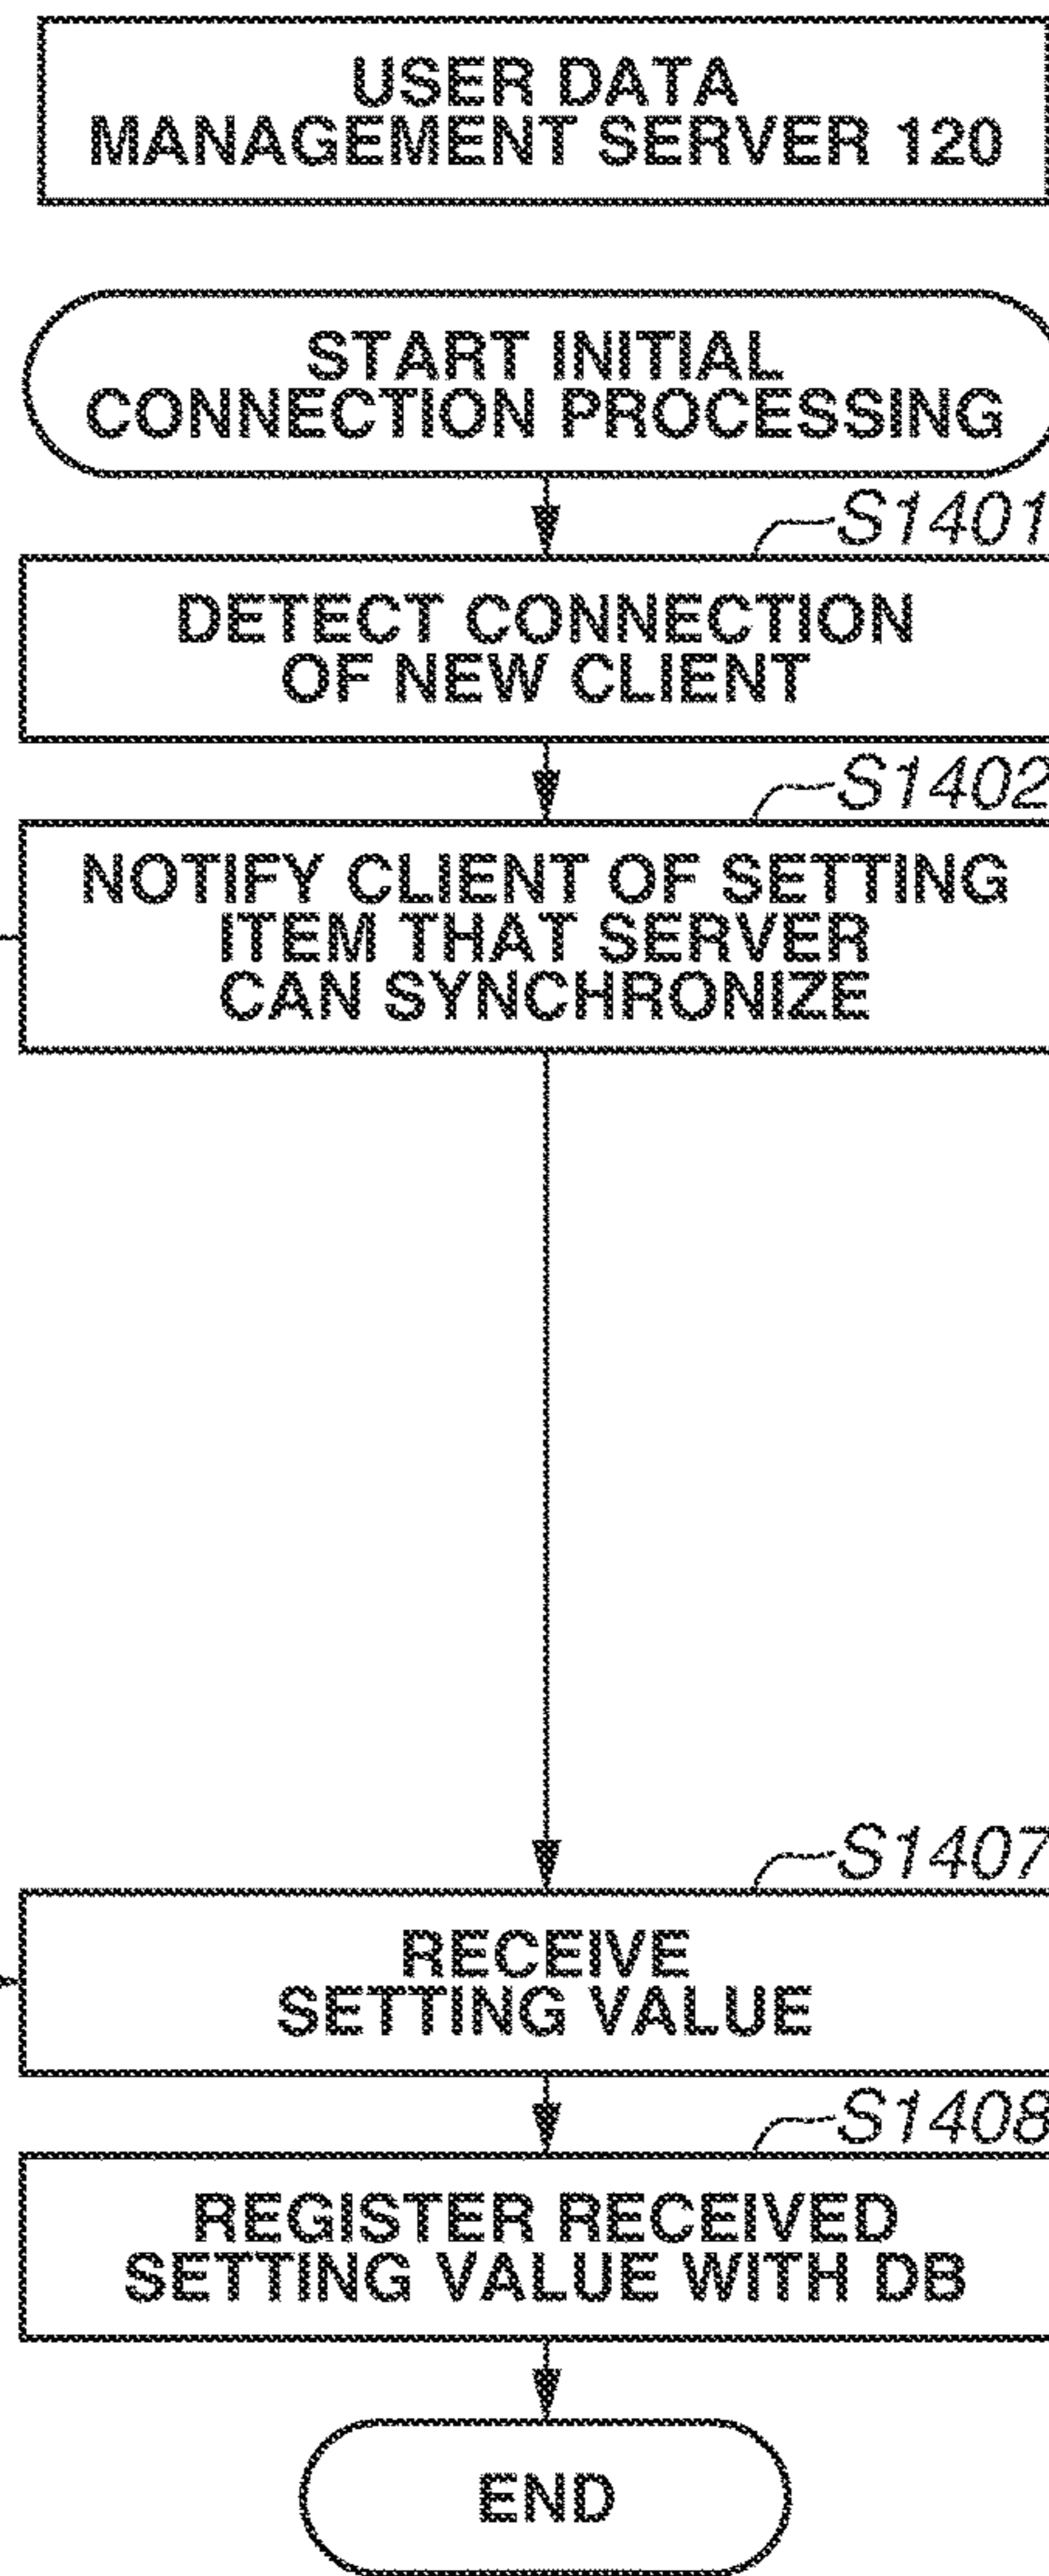 USER DATA
MANAGEMENT SERVER 120
START INITIAL
CONNECTION PROCESSING
S1401
DETECT CONNECTION
OF NEW CLIENT
S1402
NOTIFY CLIENT OF SETTING
ITEM THAT SERVER
CAN SYNCHRONIZE
S1407
RECEIVE
SETTING VALUE
S1408
REGISTER RECEIVED
SETTING VALUE WITH DB
END